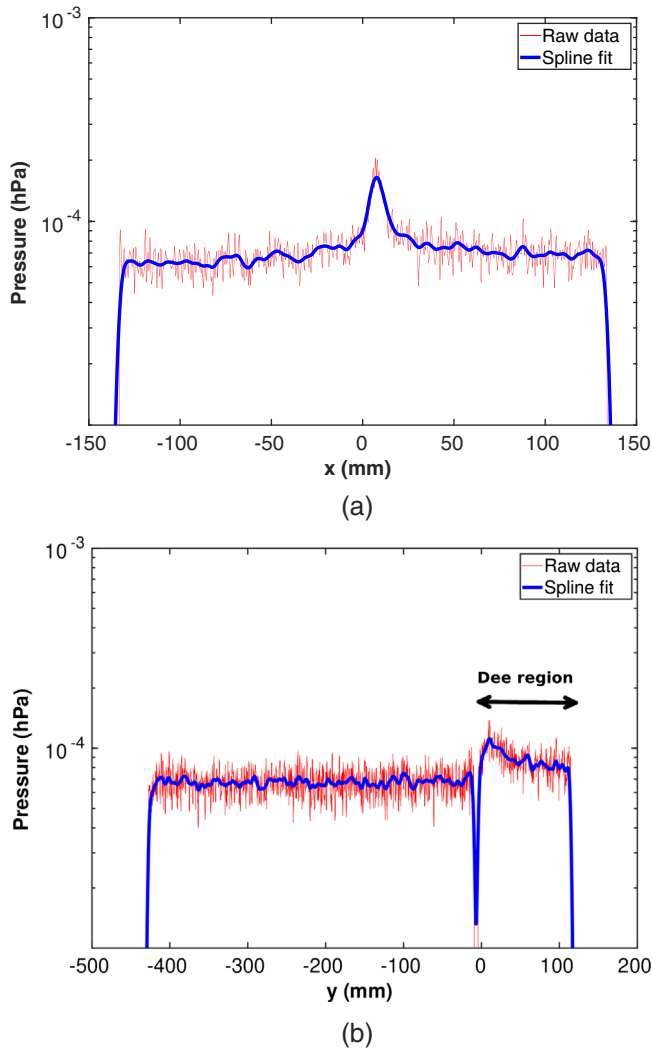 10^-3
Raw data
Spline fit
Pressure (hPa)
10^-4
-150 -100 -50 0 50 100 150
x (mm)
(a)
10^-3
Raw data
Spline fit
Dee region
Pressure (hPa)
10^-4
-500 -400 -300 -200 -100 0 100 200
y (mm)
(b)